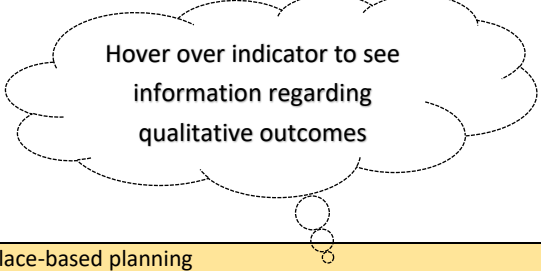 Hover over indicator to see
information regarding
qualitative outcomes
lace-based planning